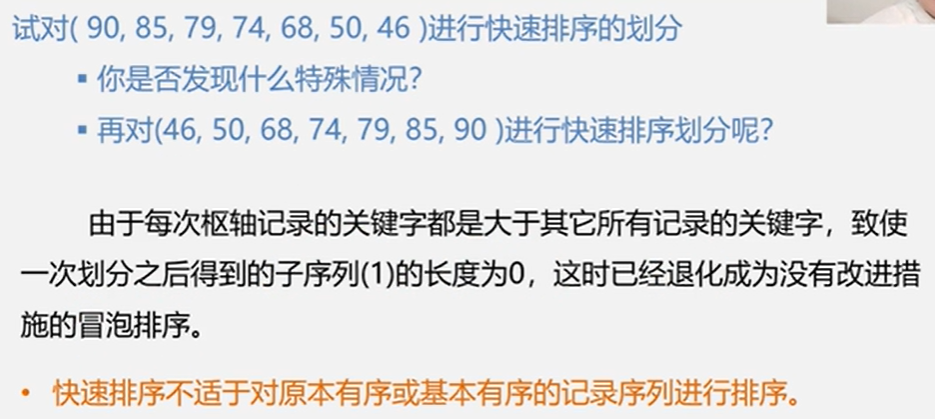 试对( 90, 85, 79, 74, 68, 50, 46 )进行快速排序的划分
▪ 你是否发现什么特殊情况?
▪ 再对(46, 50, 68, 74, 79, 85, 90 )进行快速排序划分呢?
由于每次枢轴记录的关键字都是大于其它所有记录的关键字，致使
一次划分之后得到的子序列(1)的长度为0，这时已经退化成为没有改进措
施的冒泡排序。
• 快速排序不适于对原本有序或基本有序的记录序列进行排序。